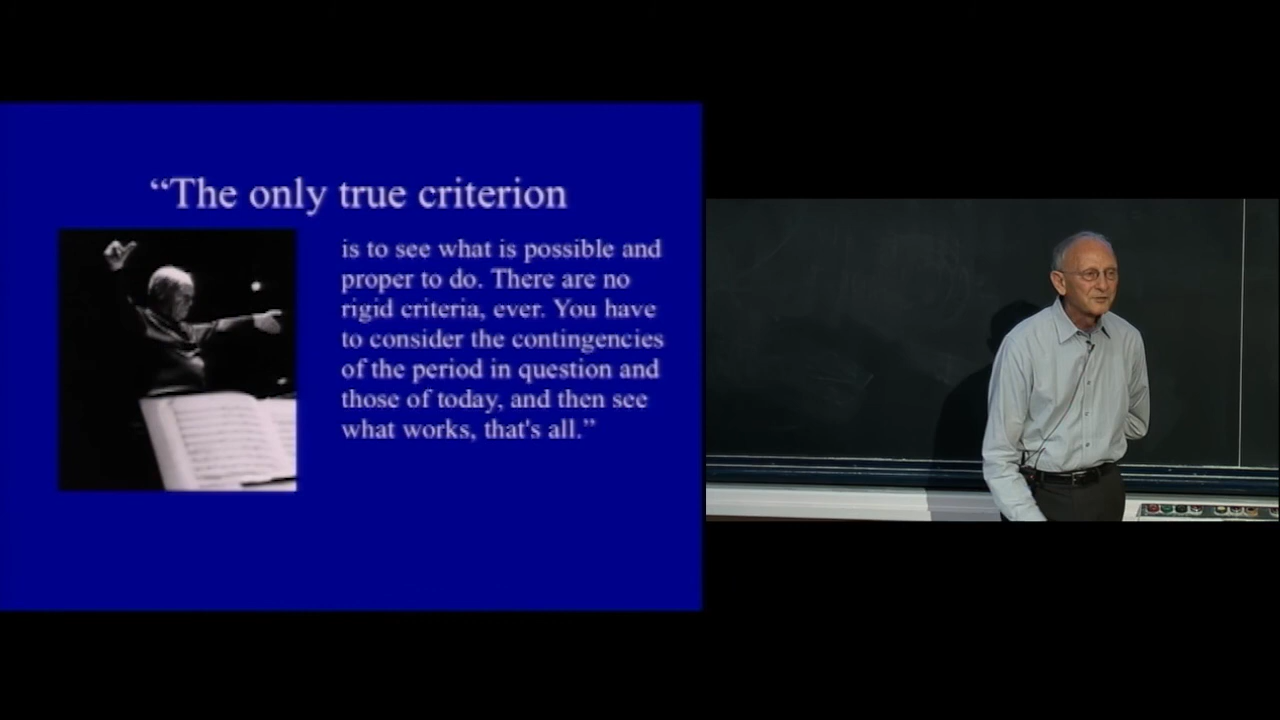 “The only true criterion
is to see what is possible and
proper to do. There are no
rigid criteria, ever. You have
to consider the contingencies
of the period in question and
those of today, and then see
what works, that's all.”